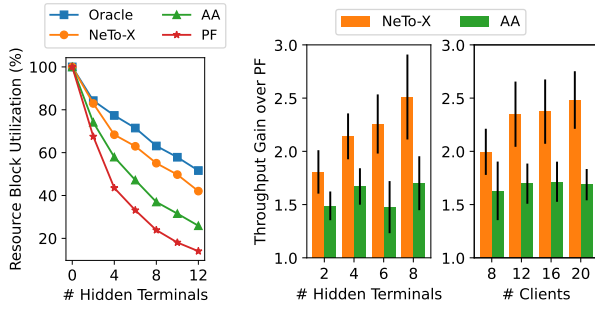 Oracle AA
NeTo-X PF
Resource Block Utilization (%)
100
80
60
40
20
0 4 8 12
# Hidden Terminals
NeTo-X AA
Throughput Gain over PF
3.0
2.5
2.0
1.5
1.0
2 4 6 8
# Hidden Terminals
3.0
2.5
2.0
1.5
1.0
8 12 16 20
# Clients